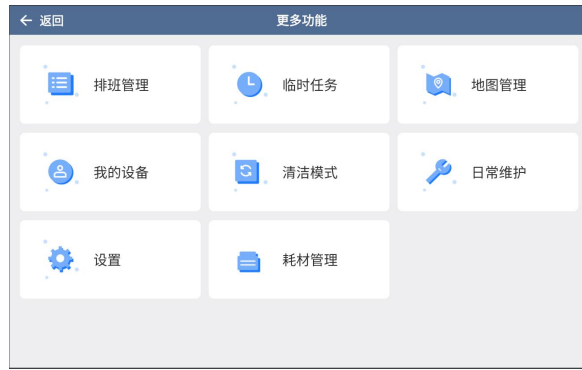 返回
更多功能
排班管理
临时任务
地图管理
我的设备
清洁模式
日常维护
设置
耗材管理